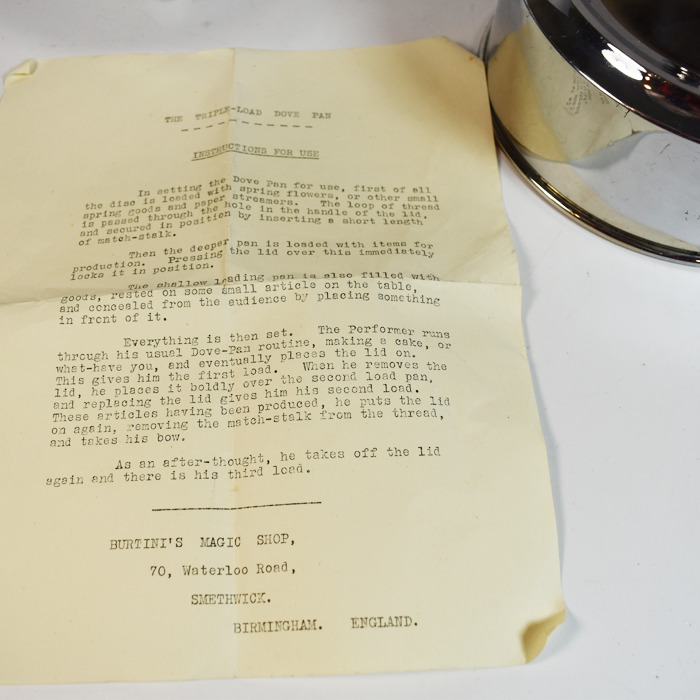 THE TRIPLE-LOAD DOVE PAN
INSTRUCTIONS FOR USE
In setting the Dove Pan for use, first of all
the disc is loaded with spring flowers, or other small
spring goods and paper streamers. The loop of thread
is passed through the hole in the handle of the lid,
and secured in position by inserting a short length
of match-stalk.
Then the deeper pan is loaded with items for
production. Pressing the lid over this immediately
locks it in position.
The shallow loading pan is also filled with
goods, rested on some small article on the table,
and concealed from the audience by placing something
in front of it.
Everything is then set. The Performer runs
through his usual Dove-Pan routine, making a cake, or
what-have you, and eventually places the lid on.
This gives him the first load. When he removes the
lid, he places it boldly over the second load pan,
and replacing the lid gives him his second load.
These articles having been produced, he puts the lid
on again, removing the match-stalk from the thread,
and takes his bow.
As an after-thought, he takes off the lid
again and there is his third load.
BURTINI'S MAGIC SHOP,
70, Waterloo Road,
SMETHWICK.
BIRMINGHAM. ENGLAND.